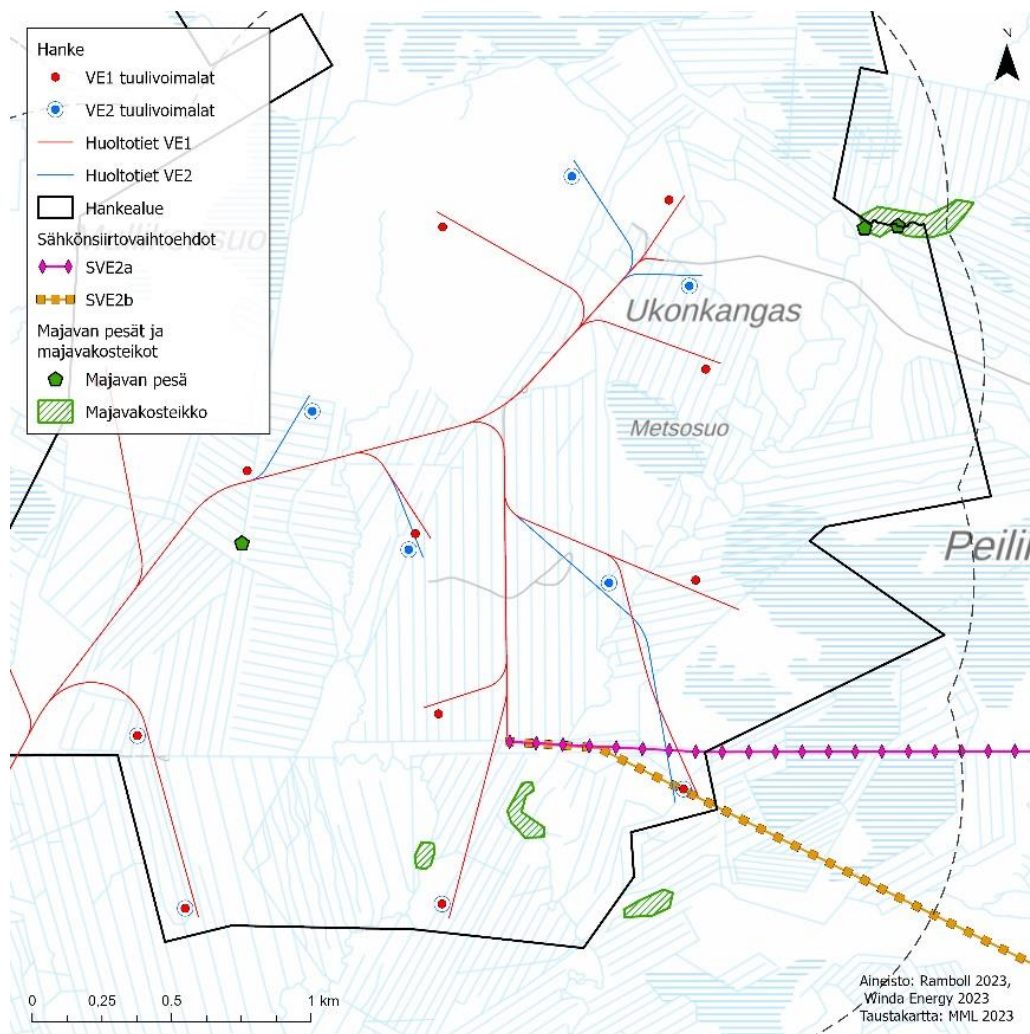 Hanke
VE1 tuulivoimalat
VE2 tuulivoimalat
Huoltotiet VE1
Huoltotiet VE2
Hankealue
Sähkönsiirtovaihtoehdot
SVE2a
SVE2b
Majavan pesät ja
majavakosteikot
Majavan pesä
Majavakosteikko
N
Ukonkangas
Metsosuo
0 0,25 0.5 1 km
Aineisto: Ramboll 2023,
Winda Energy 2023
Taustakartta: MML 2023